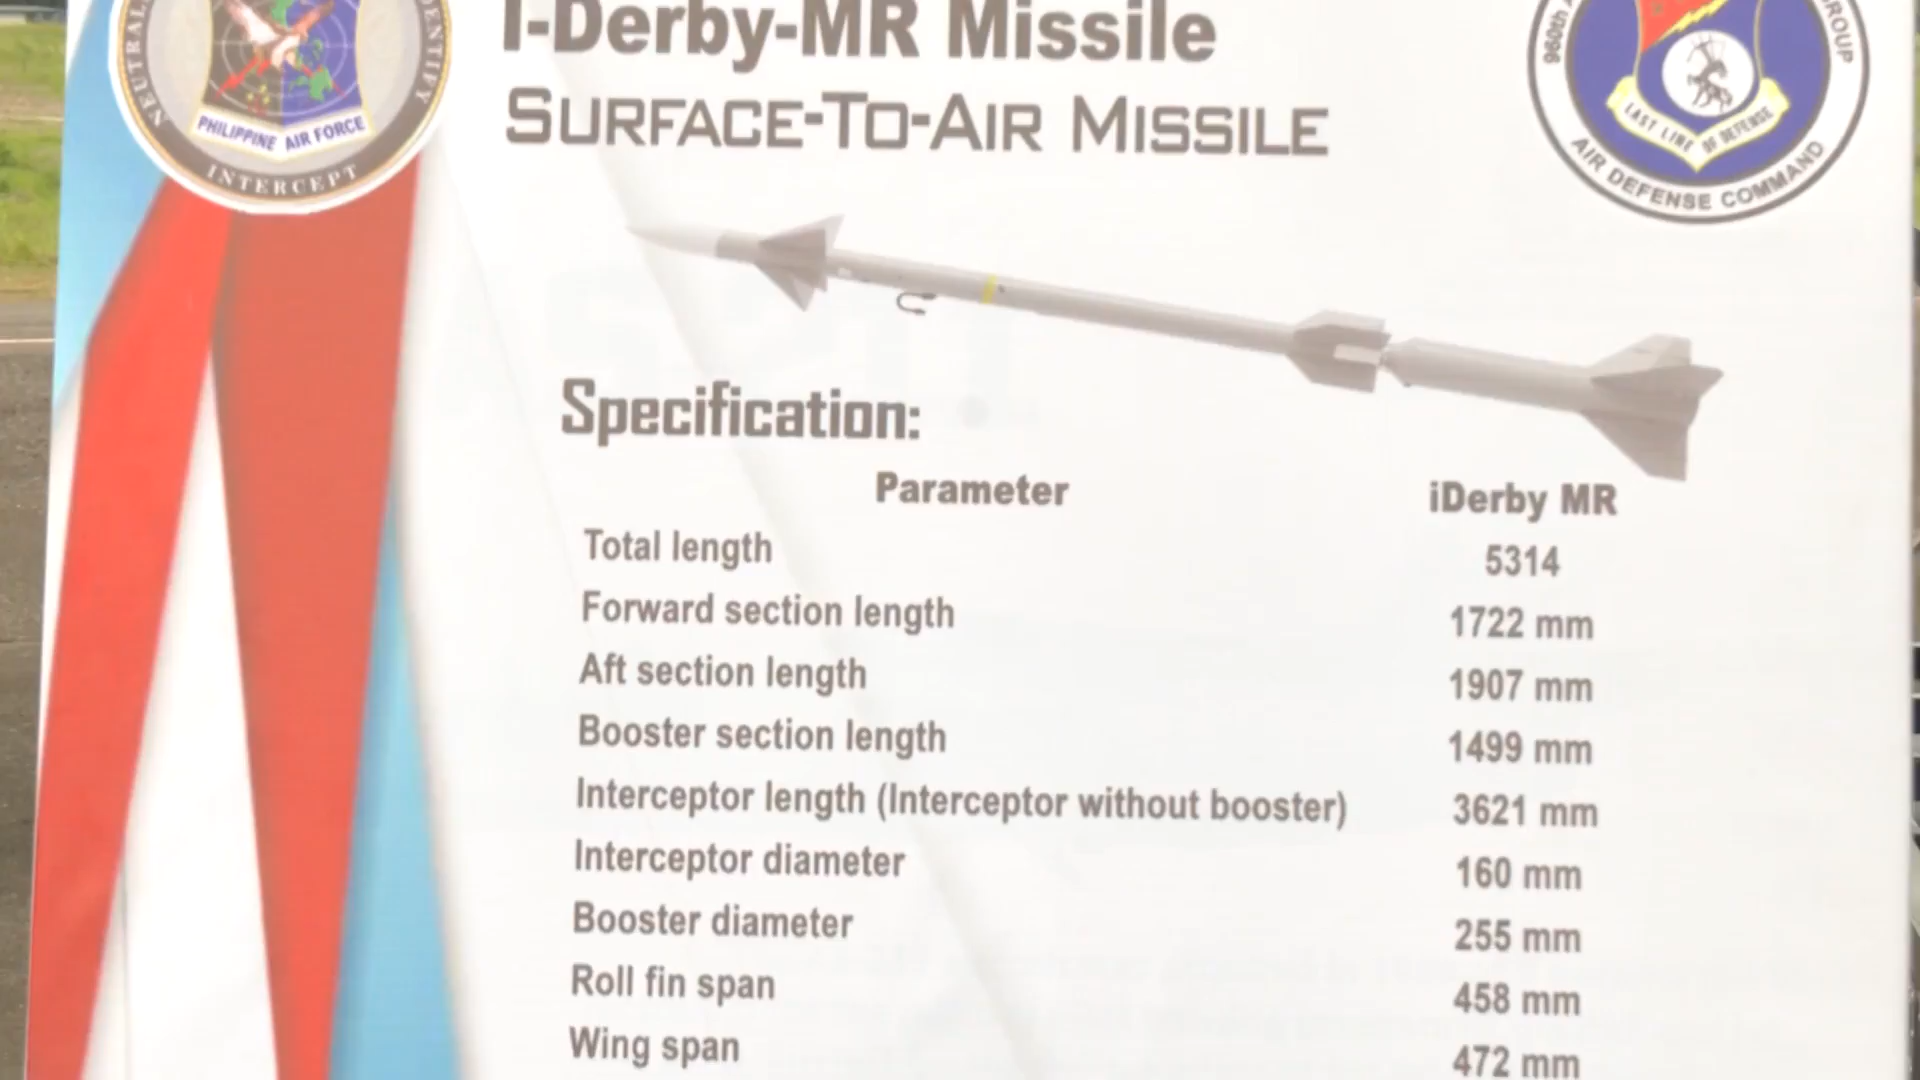 I-Derby-MR Missile
SURFACE-TO-AIR MISSILE
PHILIPPINE AIR FORCE
INTERCEPT
960th
GROUP
LAST LINE OF DEFENSE
AIR DEFENSE COMMAND
Specification:
Parameter iDerby MR
Total length 5314
Forward section length 1722 mm
Aft section length 1907 mm
Booster section length 1499 mm
Interceptor length (Interceptor without booster) 3621 mm
Interceptor diameter 160 mm
Booster diameter 255 mm
Roll fin span 458 mm
Wing span 472 mm